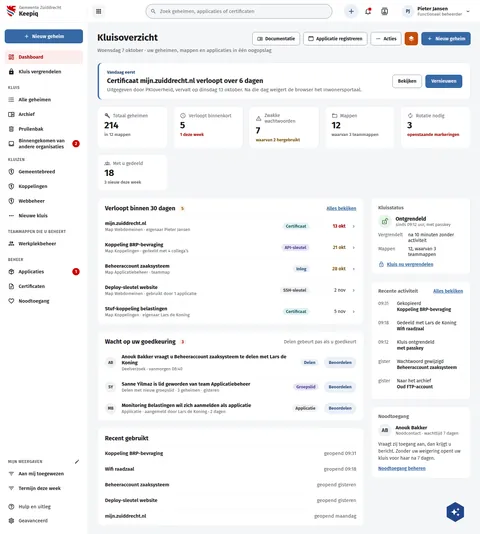 Gemeente Zuiddrecht
Keepiq
Zoek geheimen, applicaties of certificaten
Pieter Jansen
Functioneel beheerder
Nieuw geheim
Dashboard
Kluis vergrendelen
KLUIS
Alle geheimen
Archief
Prullenbak
Binnengekomen van andere organisaties
2
KLUIZEN
Gemeentebreed
Koppelingen
Webbeheer
Nieuwe kluis
TEAMMAPPEN DIE U BEHEERT
Werkplekbeheer
BEHEER
Applicaties
1
Certificaten
Noodtoegang
MIJN WEERGAVEN
Aan mij toegewezen
Termijn deze week
Hulp en uitleg
Geavanceerd
Kluisoverzicht
Woensdag 7 oktober · uw geheimen, mappen en applicaties in één oogopslag
Documentatie
Applicatie registreren
Acties
Nieuw geheim
Vandaag eerst
Certificaat mijn.zuiddrecht.nl verloopt over 6 dagen
Uitgegeven door PKIoverheid, vervalt op dinsdag 13 oktober. Na die dag weigert de browser het inwonersportaal.
Bekijken
Vernieuwen
Totaal geheimen
214
in 12 mappen
Verloopt binnenkort
5
1 deze week
Zwakke wachtwoorden
7
waarvan 2 hergebruikt
Mappen
12
waarvan 3 teammappen
Rotatie nodig
3
openstaande markeringen
Met u gedeeld
18
3 nieuw deze week
Verloopt binnen 30 dagen
5
Alles bekijken
mijn.zuiddrecht.nl
Map Webdomeinen · eigenaar Pieter Jansen
Certificaat
13 okt
Koppeling BRP-bevraging
Map Koppelingen · gedeeld met 4 collega's
API-sleutel
21 okt
Beheeraccount zaaksysteem
Map Applicatiebeheer · teammap
Inlog
28 okt
Deploy-sleutel website
Map Webdomeinen · gebruikt door 1 applicatie
SSH-sleutel
2 nov
Stuf-koppeling belastingen
Map Koppelingen · eigenaar Lars de Koning
Certificaat
5 nov
Wacht op uw goedkeuring
3
Delen gebeurt pas als u goedkeurt
AB
Anouk Bakker vraagt u Beheeraccount zaaksysteem te delen met Lars de Koning
Deelverzoek · vanmorgen 08:41
Delen
Beoordelen
SY
Sanne Yilmaz is lid geworden van team Applicatiebeheer
Delen met nieuw groepslid · 3 geheimen · gisteren
Groepslid
Beoordelen
MB
Monitoring Belastingen wil zich aanmelden als applicatie
Applicatie · aangemeld door Lars de Koning · 2 dagen
Applicatie
Beoordelen
Recent gebruikt
Koppeling BRP-bevraging
geopend 09:31
Wifi raadzaal
geopend 09:18
Beheeraccount zaaksysteem
geopend gisteren
Deploy-sleutel website
geopend gisteren
mijn.zuiddrecht.nl
geopend maandag
Kluisstatus
Ontgrendeld
sinds 09:12 uur, met passkey
Vergrendelt
na 10 minuten zonder activiteit
Mappen
12, waarvan 3 teammappen
Kluis nu vergrendelen
Recente activiteit
Alles bekijken
09:31
Gekopieerd
Koppeling BRP-bevraging
09:18
Gedeeld met Lars de Koning
Wifi raadzaal
09:12
Kluis ontgrendeld
met passkey
gister
Wachtwoord gewijzigd
Beheeraccount zaaksysteem
gister
Naar het archief
Oud FTP-account
Noodtoegang
AB
Anouk Bakker
Noodcontact · wachttijd 7 dagen
Vraagt zij toegang aan, dan krijgt u bericht. Zonder uw weigering opent uw kluis voor haar na 7 dagen.
Noodtoegang beheren